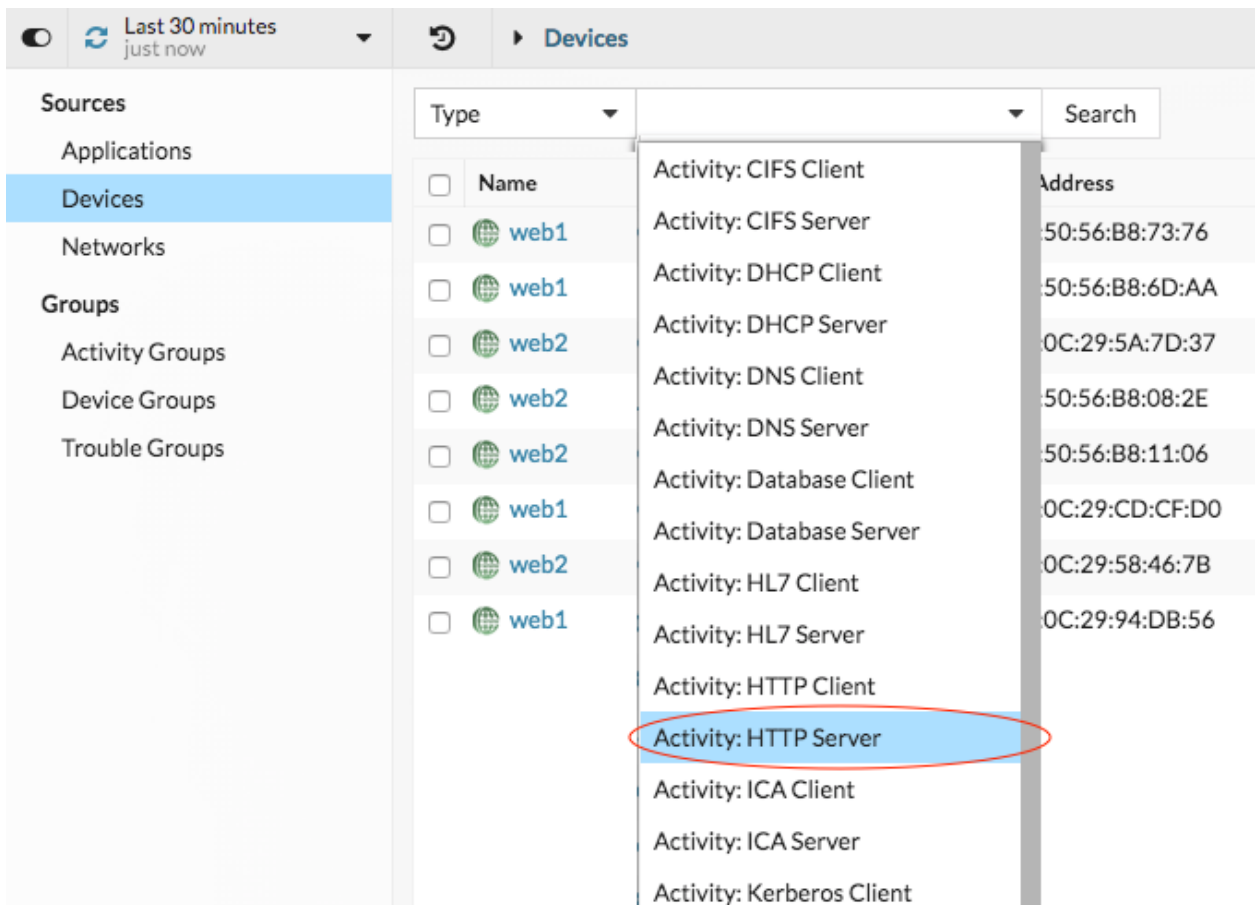 Last 30 minutes
just now
Devices
Sources
Applications
Devices
Networks
Groups
Activity Groups
Device Groups
Trouble Groups
Type
Search
Name
Address
web1
:50:56:B8:73:76
web1
:50:56:B8:6D:AA
web2
:0C:29:5A:7D:37
web2
:50:56:B8:08:2E
web2
:50:56:B8:11:06
web1
:0C:29:CD:CF:D0
web2
:0C:29:58:46:7B
web1
:0C:29:94:DB:56
Activity: CIFS Client
Activity: CIFS Server
Activity: DHCP Client
Activity: DHCP Server
Activity: DNS Client
Activity: DNS Server
Activity: Database Client
Activity: Database Server
Activity: HL7 Client
Activity: HL7 Server
Activity: HTTP Client
Activity: HTTP Server
Activity: ICA Client
Activity: ICA Server
Activity: Kerberos Client